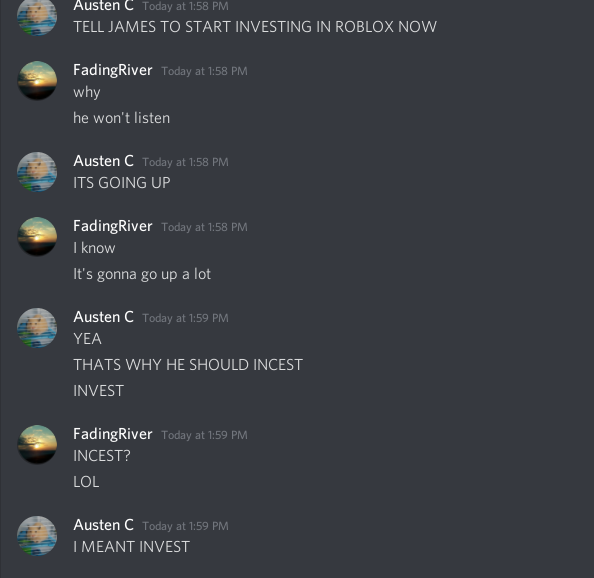 Austen C Today at 1:58 PM
TELL JAMES TO START INVESTING IN ROBLOX NOW
FadingRiver Today at 1:58 PM
why
he won't listen
Austen C Today at 1:58 PM
ITS GOING UP
FadingRiver Today at 1:58 PM
I know
It's gonna go up a lot
Austen C Today at 1:59 PM
YEA
THATS WHY HE SHOULD INCEST
INVEST
FadingRiver Today at 1:59 PM
INCEST?
LOL
Austen C Today at 1:59 PM
I MEANT INVEST